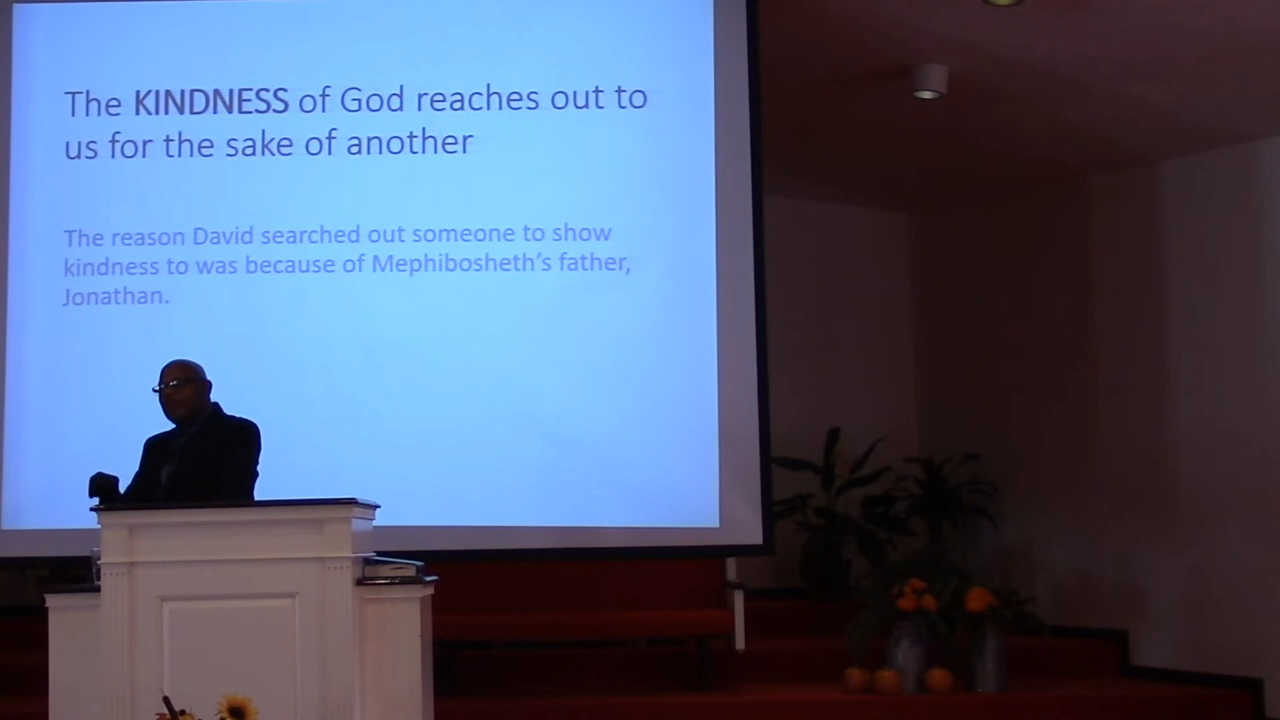 The KINDNESS of God reaches out to
us for the sake of another
The reason David searched out someone to show
kindness to was because of Mephibosheth’s father,
Jonathan.